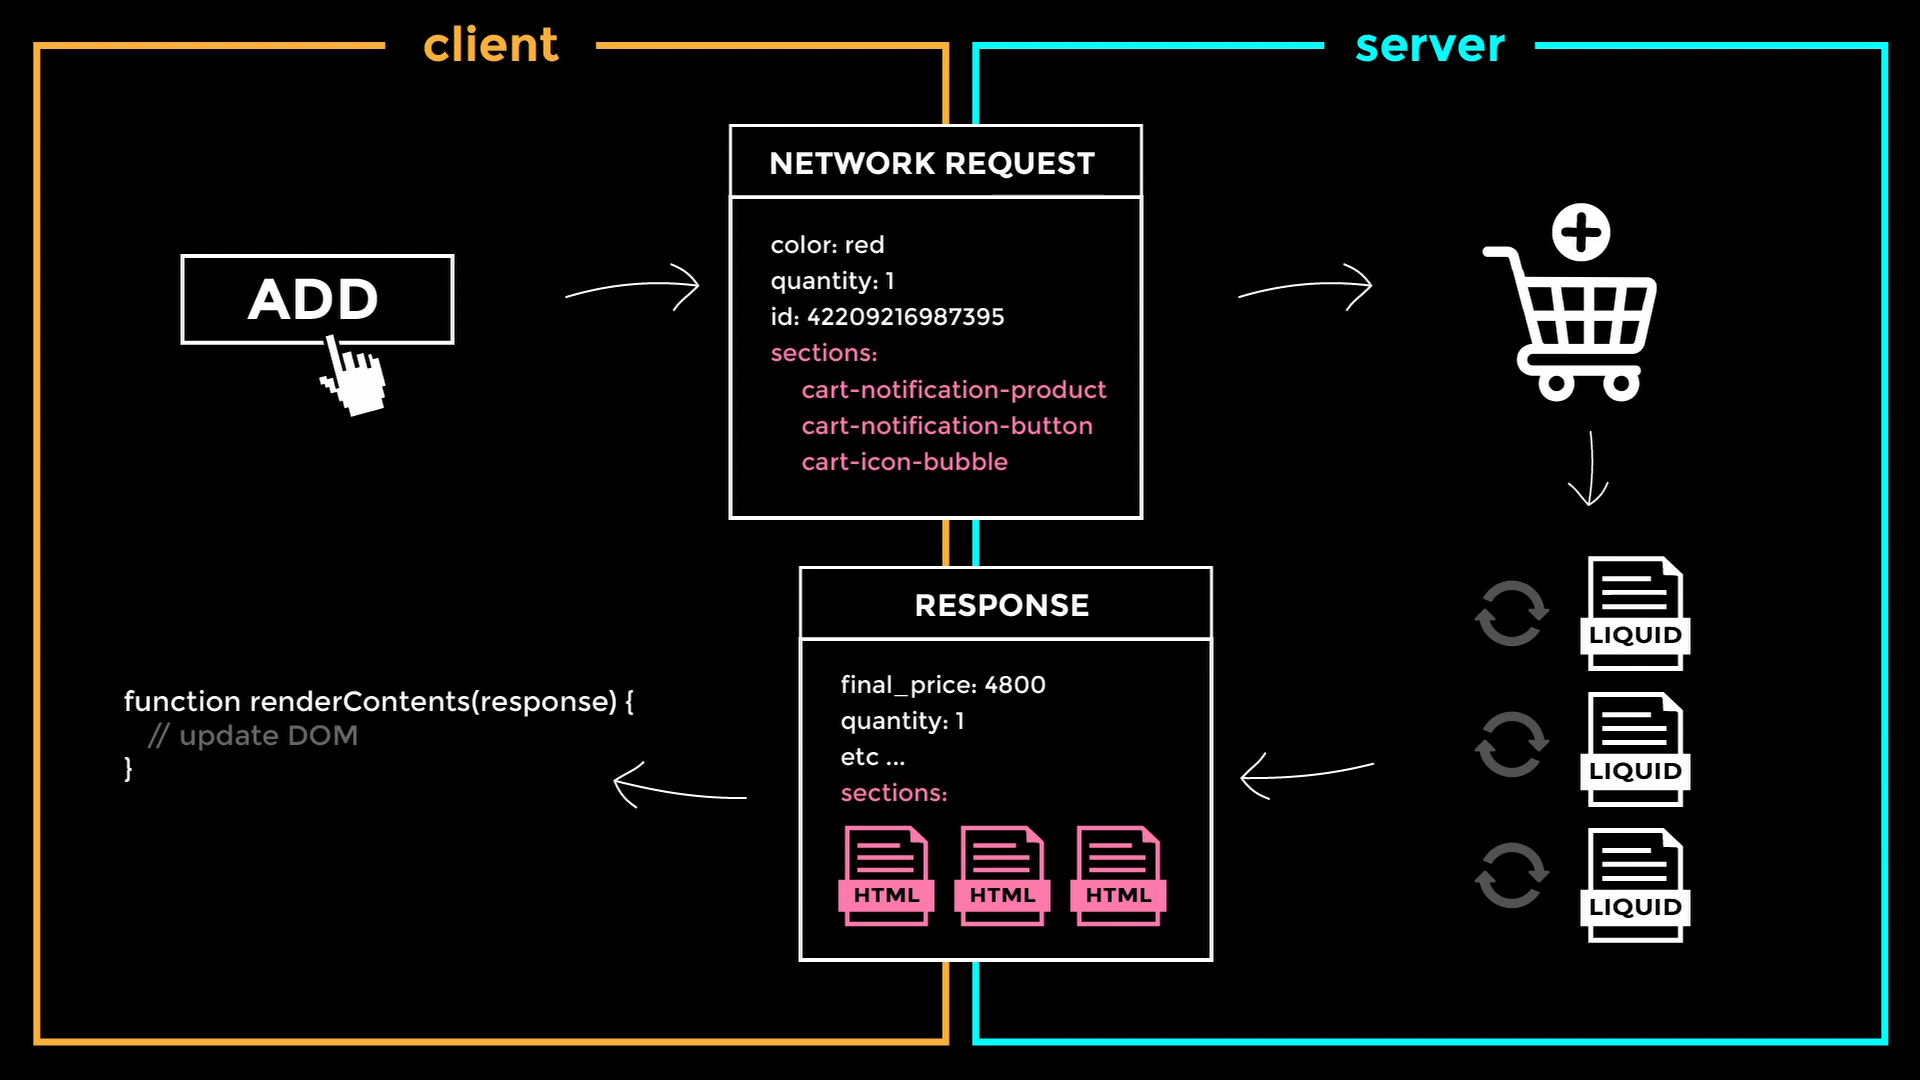 client
server
NETWORK REQUEST
color: red
quantity: 1
id: 42209216987395
sections:
cart-notification-product
cart-notification-button
cart-icon-bubble
ADD
RESPONSE
final_price: 4800
quantity: 1
etc ...
sections:
HTML HTML HTML
LIQUID
LIQUID
LIQUID
function renderContents(response) {
// update DOM
}